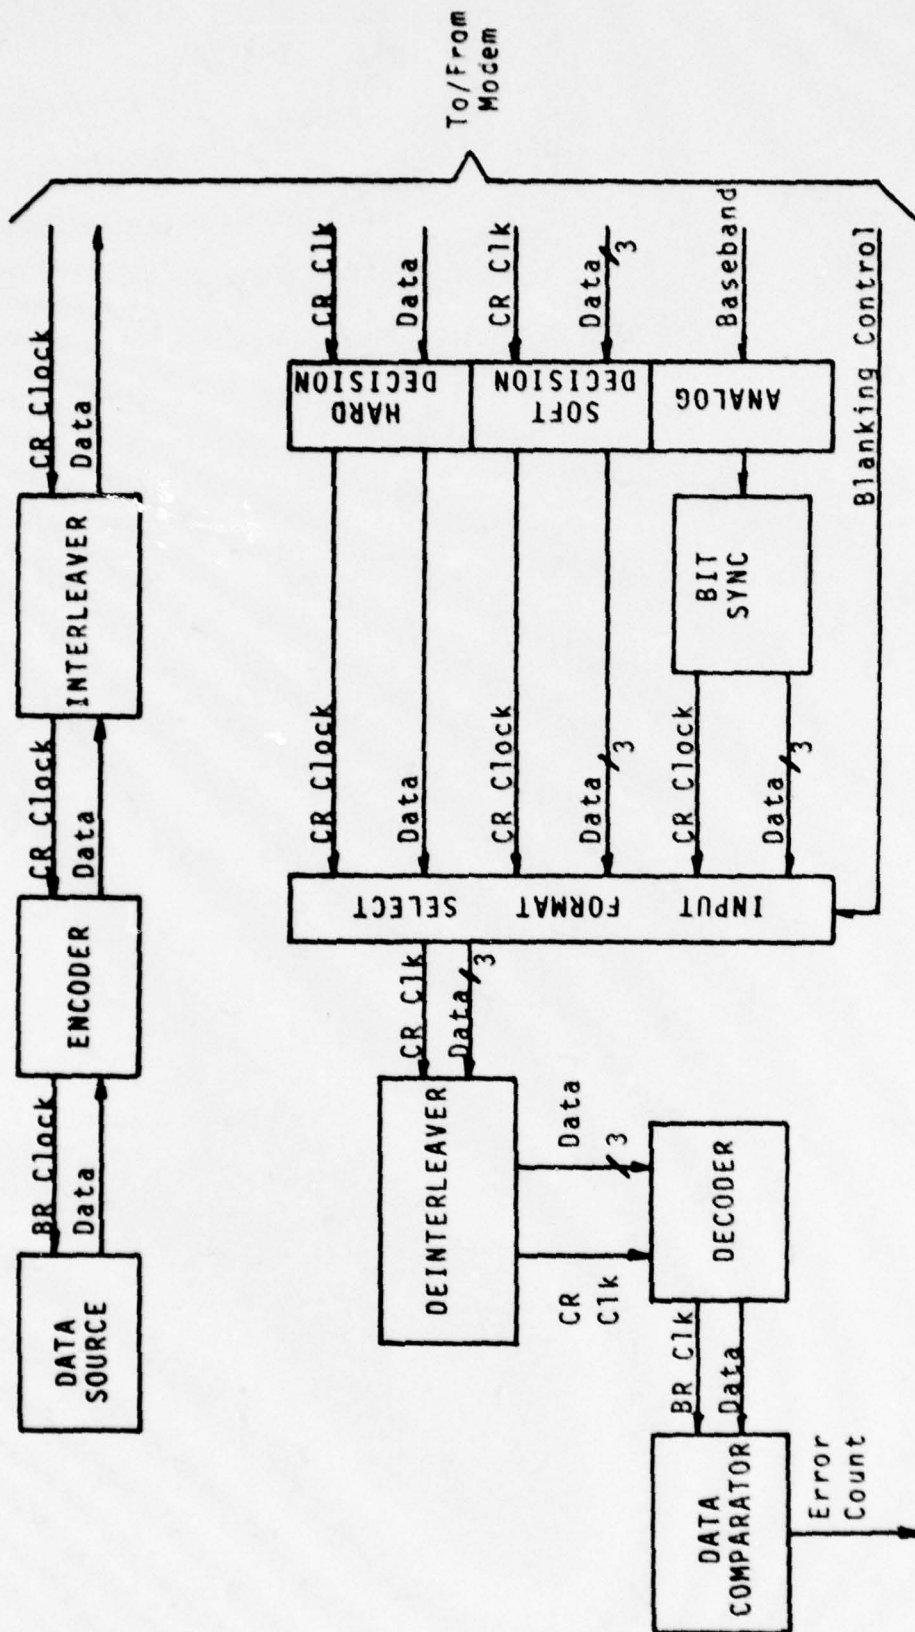 DATA
SOURCE
BR Clock
Data
ENCODER
CR Clock
Data
INTERLEAVER
CR Clock
Data
To/From
Modem
DATA
COMPARATOR
Error
Count
BR Clk
Data
DECODER
CR
Clk
Data
3
DEINTERLEAVER
CR Clk
Data
3
INPUT FORMAT SELECT
CR Clock
Data
CR Clock
Data
3
CR Clock
Data
3
BIT
SYNC
HARD
DECISION
SOFT
DECISION
ANALOG
CR Clk
Data
CR Clk
Data
3
Baseband
Blanking Control